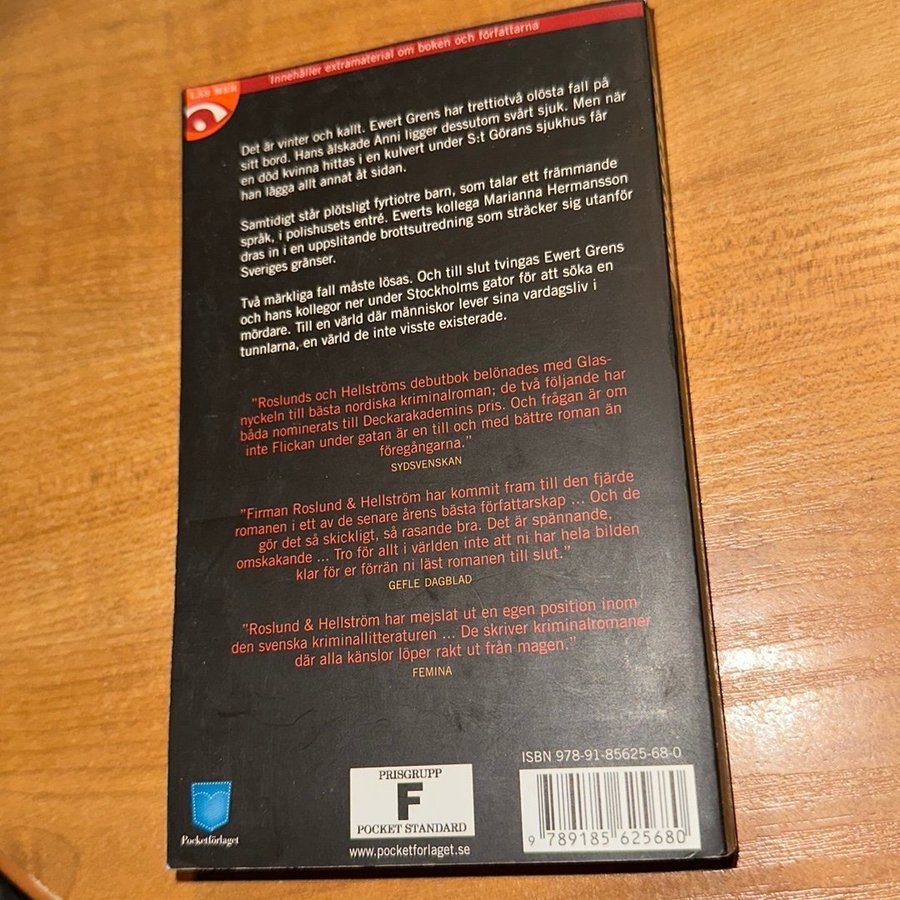 Innehåller extramaterial om boken och författarna
LÄS MER
Det är vinter och kallt. Ewert Grens har trettiotvå olösta fall på
sitt bord. Hans älskade Anni ligger dessutom svårt sjuk. Men när
en död kvinna hittas i en kulvert under S:t Görans sjukhus får
han lägga allt annat åt sidan.
Samtidigt står plötsligt fyrtiotre barn, som talar ett främmande
språk, i polishusets entré. Ewerts kollega Marianna Hermansson
dras in i en uppslitande brottsutredning som sträcker sig utanför
Sveriges gränser.
Två märkliga fall måste lösas. Och till slut tvingas Ewert Grens
och hans kollegor ner under Stockholms gator för att söka en
mördare. Till en värld där människor lever sina vardagsliv i
tunnlarna, en värld de inte visste existerade.
"Roslunds och Hellströms debutbok belönades med Glas-
nyckeln till bästa nordiska kriminalroman; de två följande har
båda nominerats till Deckarakademins pris. Och frågan är om
inte Flickan under gatan är en till och med bättre roman än
föregångarna."
SYDSVENSKAN
"Firman Roslund & Hellström har kommit fram till den fjärde
romanen i ett av de senare årens bästa författarskap ... Och de
gör det så skickligt, så rasande bra. Det är spännande,
omskakande ... Tro för allt i världen inte att ni har hela bilden
klar för er förrän ni läst romanen till slut."
GEFLE DAGBLAD
"Roslund & Hellström har mejslat ut en egen position inom
den svenska kriminallitteraturen ... De skriver kriminalromaner
där alla känslor löper rakt ut från magen."
FEMINA
ISBN 978-91-85625-68-0
9 789185 625680
PRISGRUPP
F
POCKET STANDARD
www.pocketforlaget.se
Pocketförlaget